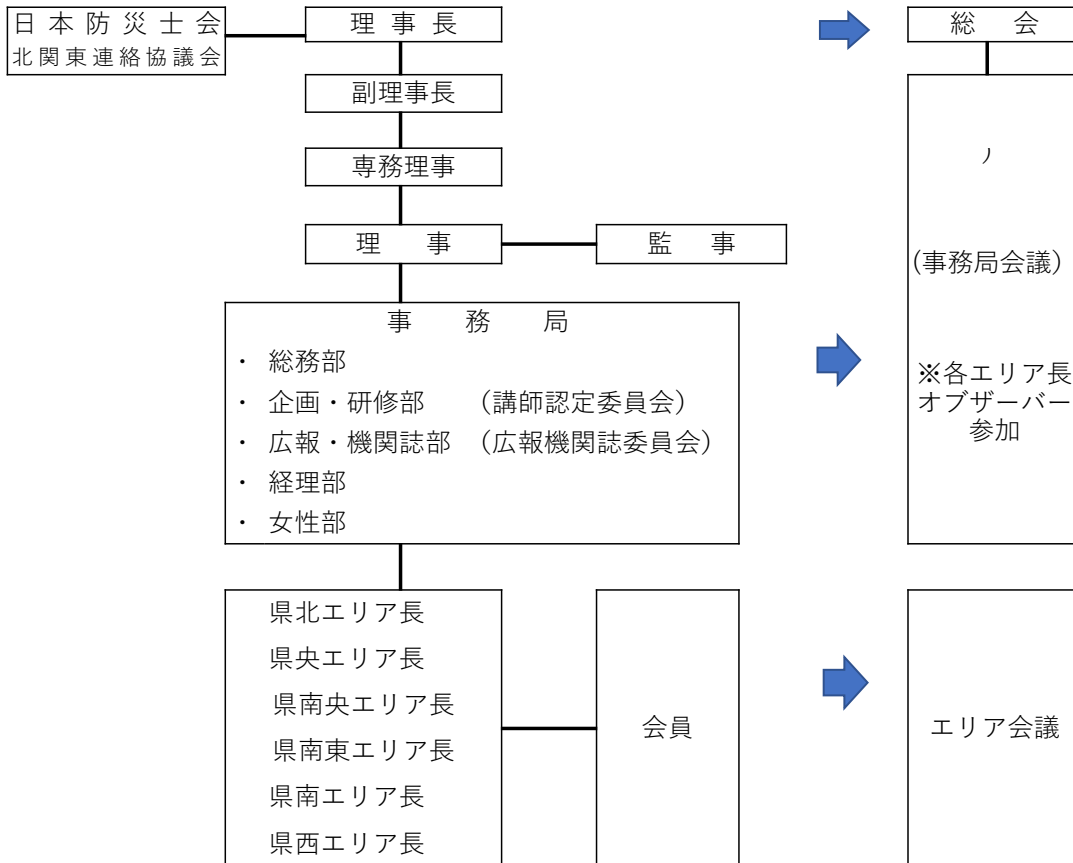 日本防災士会
北関東連絡協議会
理事長
総　会
副理事長
専務理事
理　事
監　事
(事務局会議)
事　務　局
・ 総務部
・ 企画・研修部　（講師認定委員会）
・ 広報・機関誌部　（広報機関誌委員会）
・ 経理部
・ 女性部
※各エリア長
オブザーバー
参加
県北エリア長
県央エリア長
県南央エリア長
県南東エリア長
県南エリア長
県西エリア長
会員
エリア会議